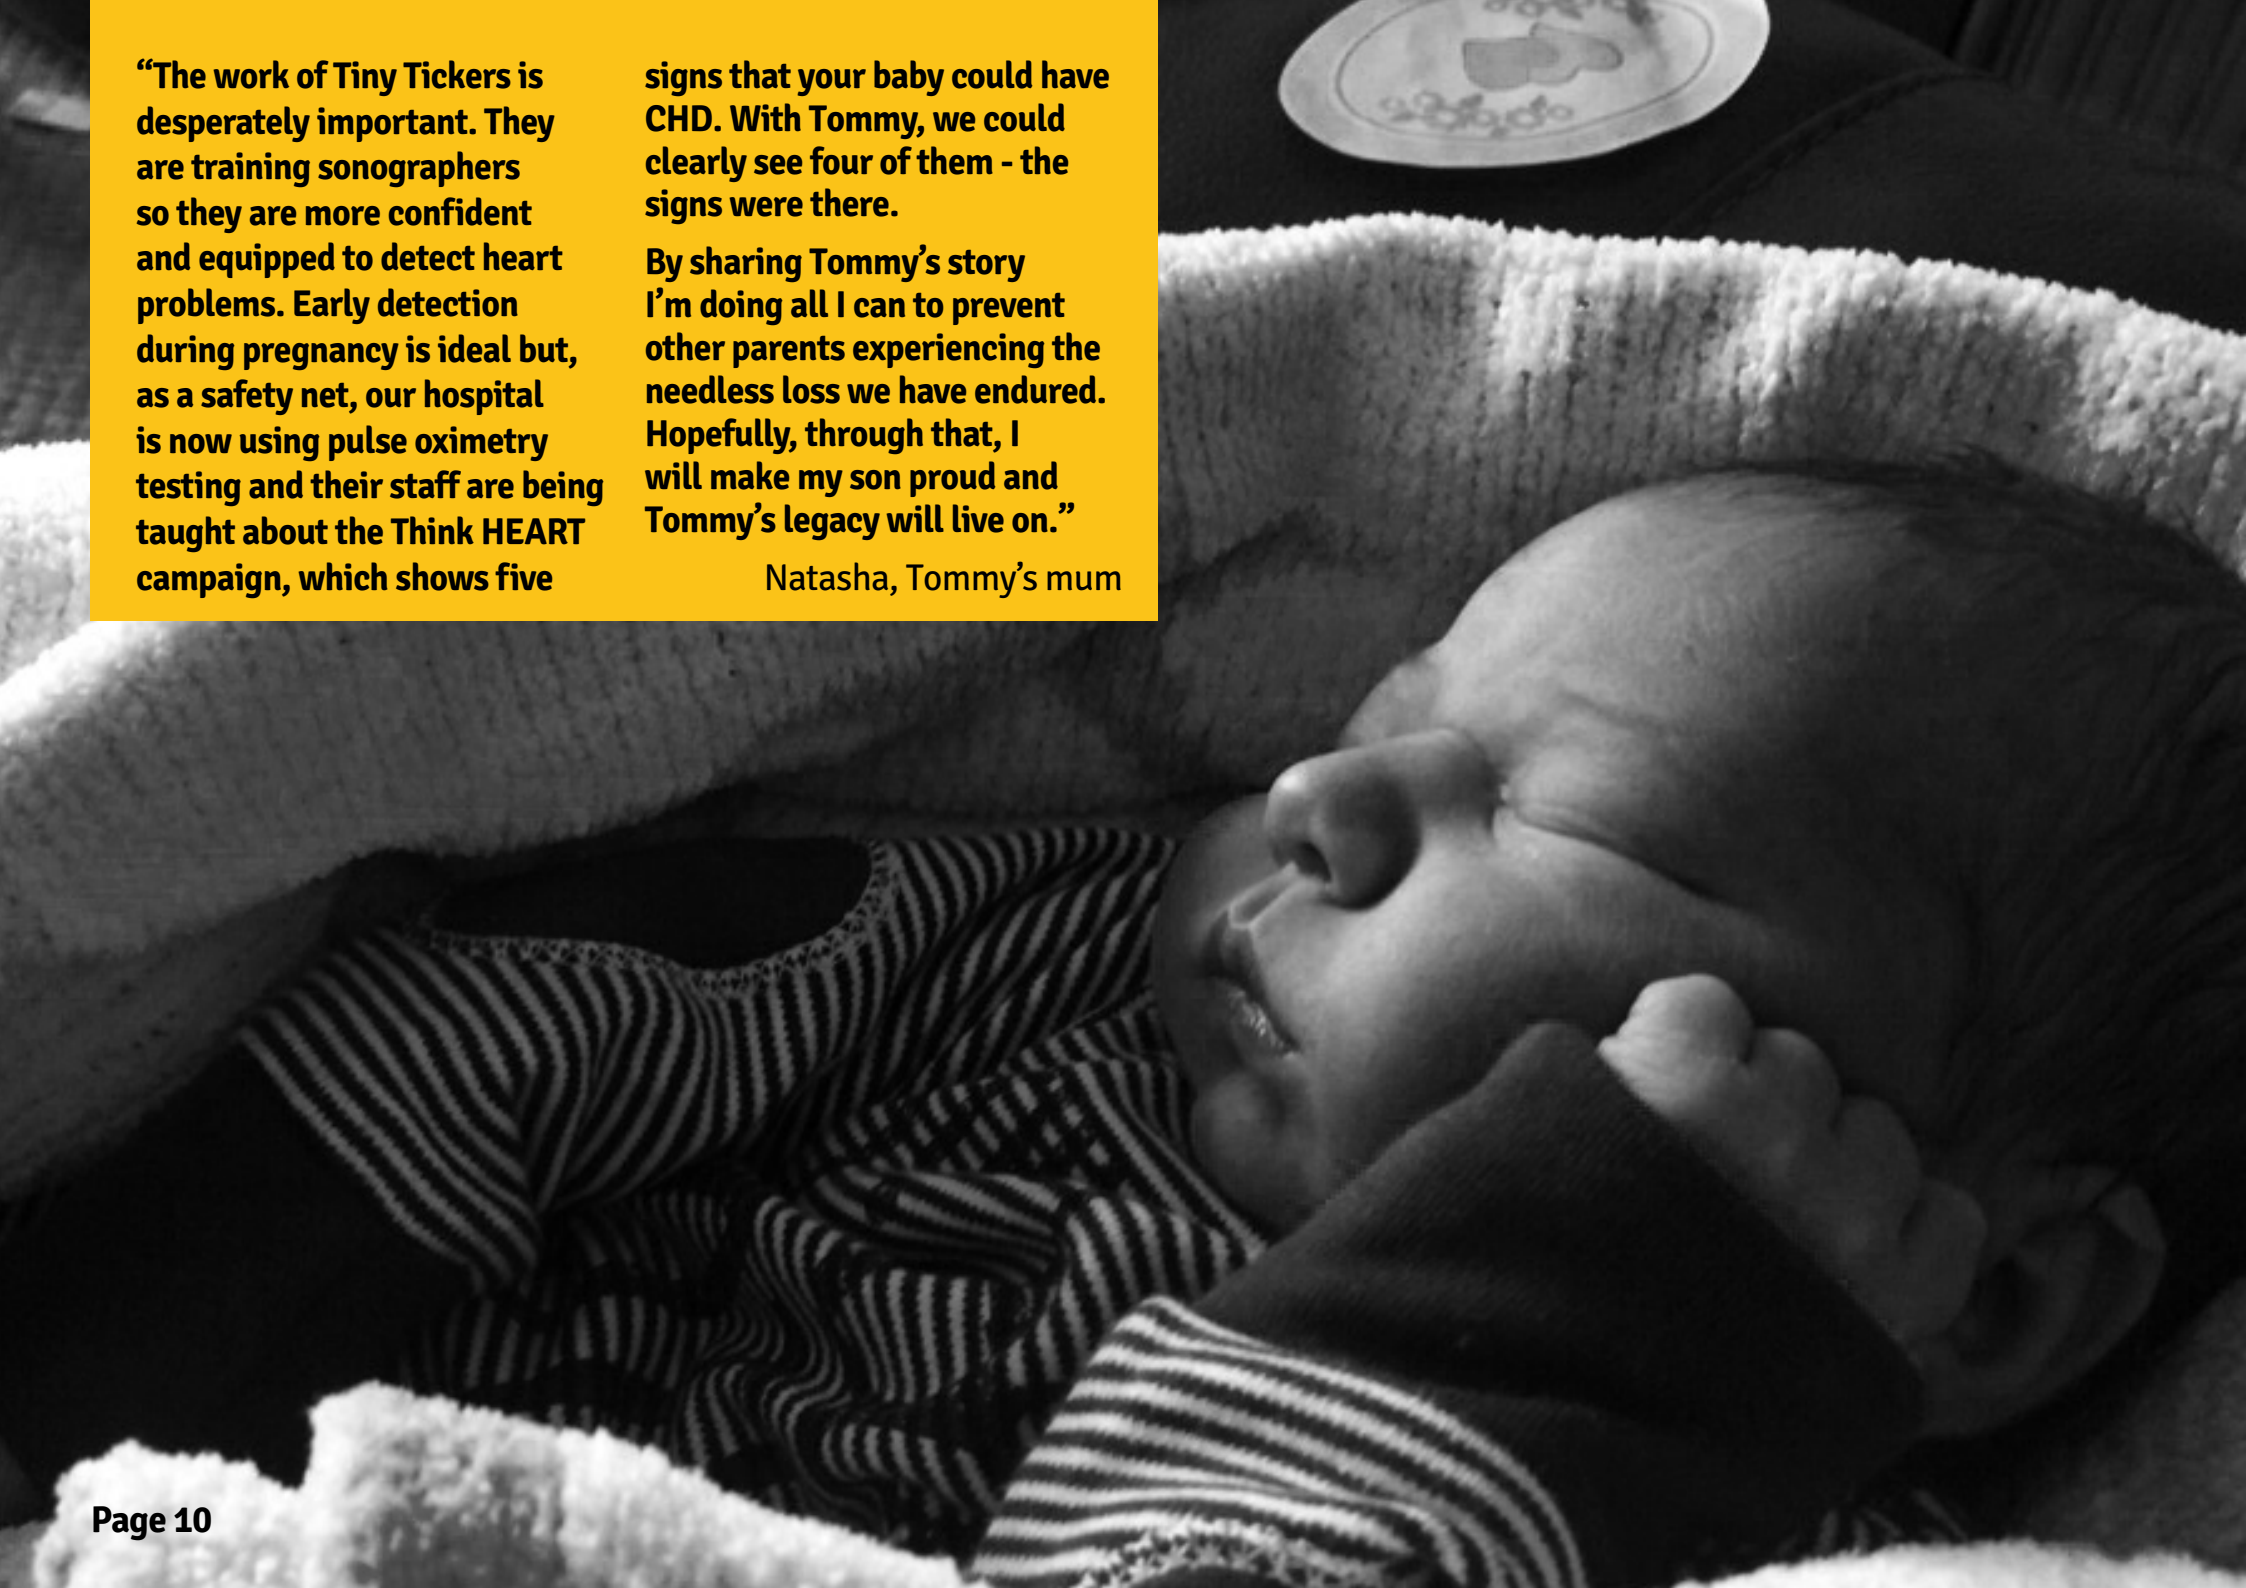 “The work of Tiny Tickers is
desperately important. They
are training sonographers
so they are more confident
and equipped to detect heart
problems. Early detection
during pregnancy is ideal but,
as a safety net, our hospital
is now using pulse oximetry
testing and their staff are being
taught about the Think HEART
campaign, which shows five
signs that your baby could have
CHD. With Tommy, we could
clearly see four of them - the
signs were there.
By sharing Tommy’s story
I’m doing all I can to prevent
other parents experiencing the
needless loss we have endured.
Hopefully, through that, I
will make my son proud and
Tommy’s legacy will live on.”
Natasha, Tommy’s mum
Page 10